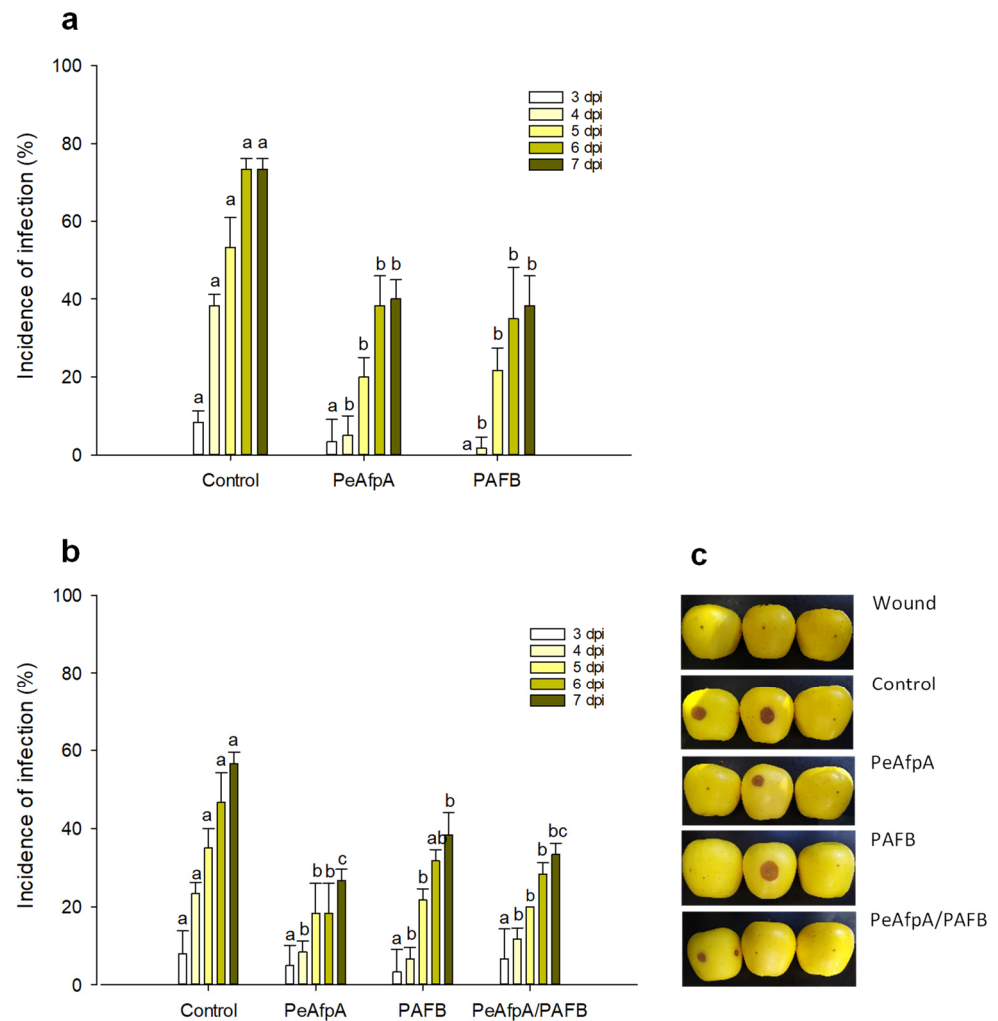 a
100
80
60
40
20
0
Incidence of infection (%)
3 dpi
4 dpi
5 dpi
6 dpi
7 dpi
a a a a a
a b b b b
a b b b b
Control PeAfpA PAFB
b
100
80
60
40
20
0
Incidence of infection (%)
3 dpi
4 dpi
5 dpi
6 dpi
7 dpi
a a a a a
a b b b c
a b b ab b
a b b b bc
Control PeAfpA PAFB PeAfpA/PAFB
c
Wound
Control
PeAfpA
PAFB
PeAfpA/PAFB